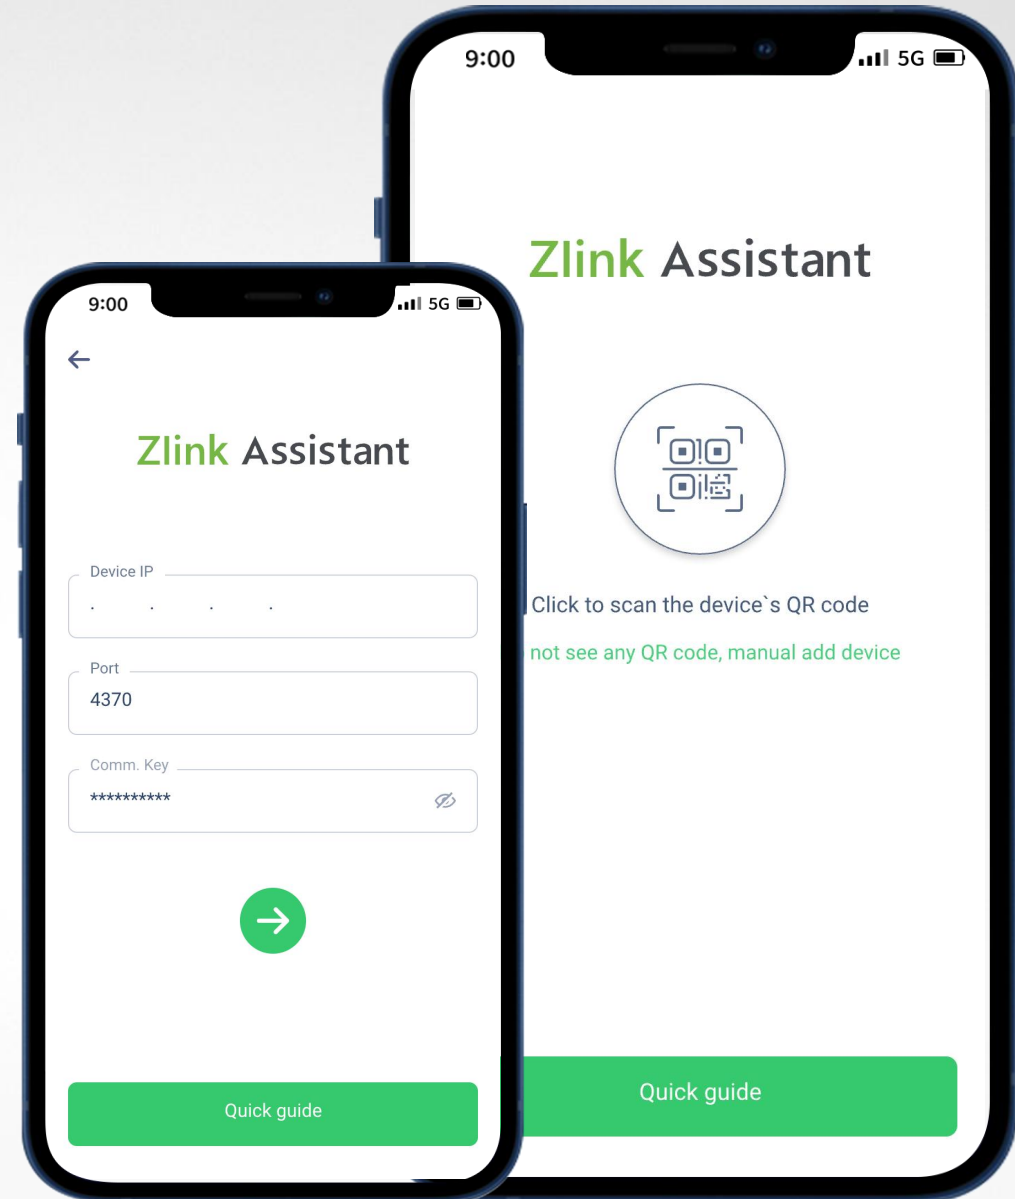 9:00
5G
Zlink Assistant
Click to scan the device`s QR code
not see any QR code, manual add device
Quick guide
9:00
5G
Zlink Assistant
Device IP
. . . .
Port
4370
Comm. Key
**********
Quick guide